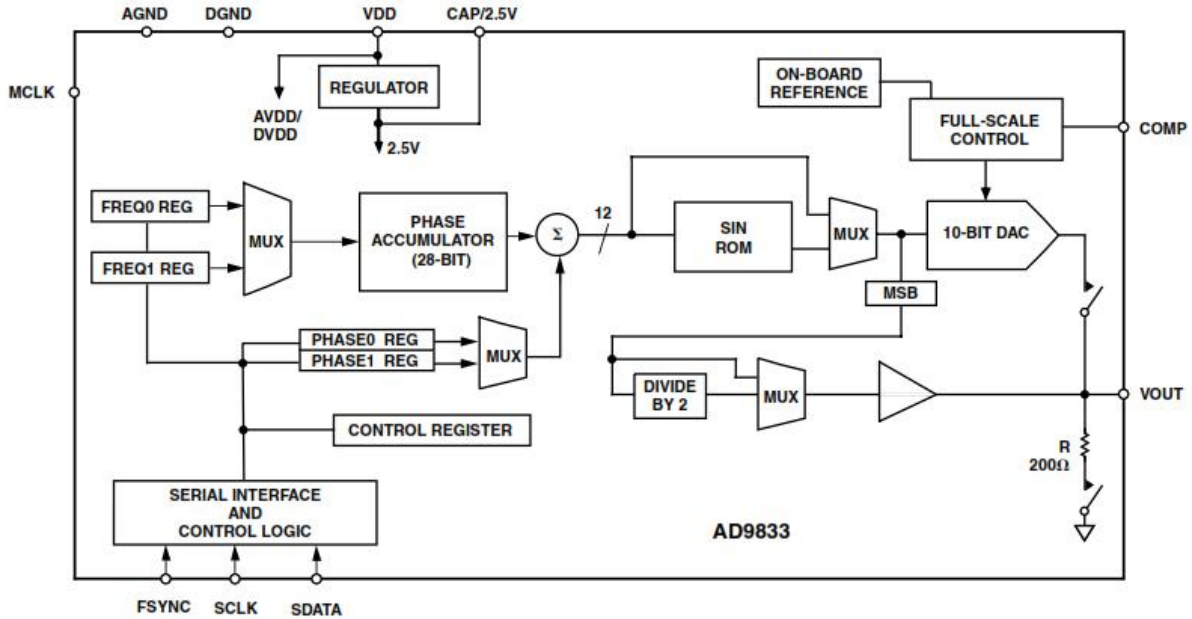 AGND
DGND
VDD
CAP/2.5V
MCLK
REGULATOR
AVDD/
DVDD
2.5V
ON-BOARD
REFERENCE
FULL-SCALE
CONTROL
COMP
FREQ0 REG
FREQ1 REG
MUX
PHASE
ACCUMULATOR
(28-BIT)
Σ
12
SIN
ROM
MUX
10-BIT DAC
MSB
PHASE0 REG
PHASE1 REG
MUX
DIVIDE
BY 2
MUX
VOUT
CONTROL REGISTER
R
200Ω
SERIAL INTERFACE
AND
CONTROL LOGIC
AD9833
FSYNC
SCLK
SDATA